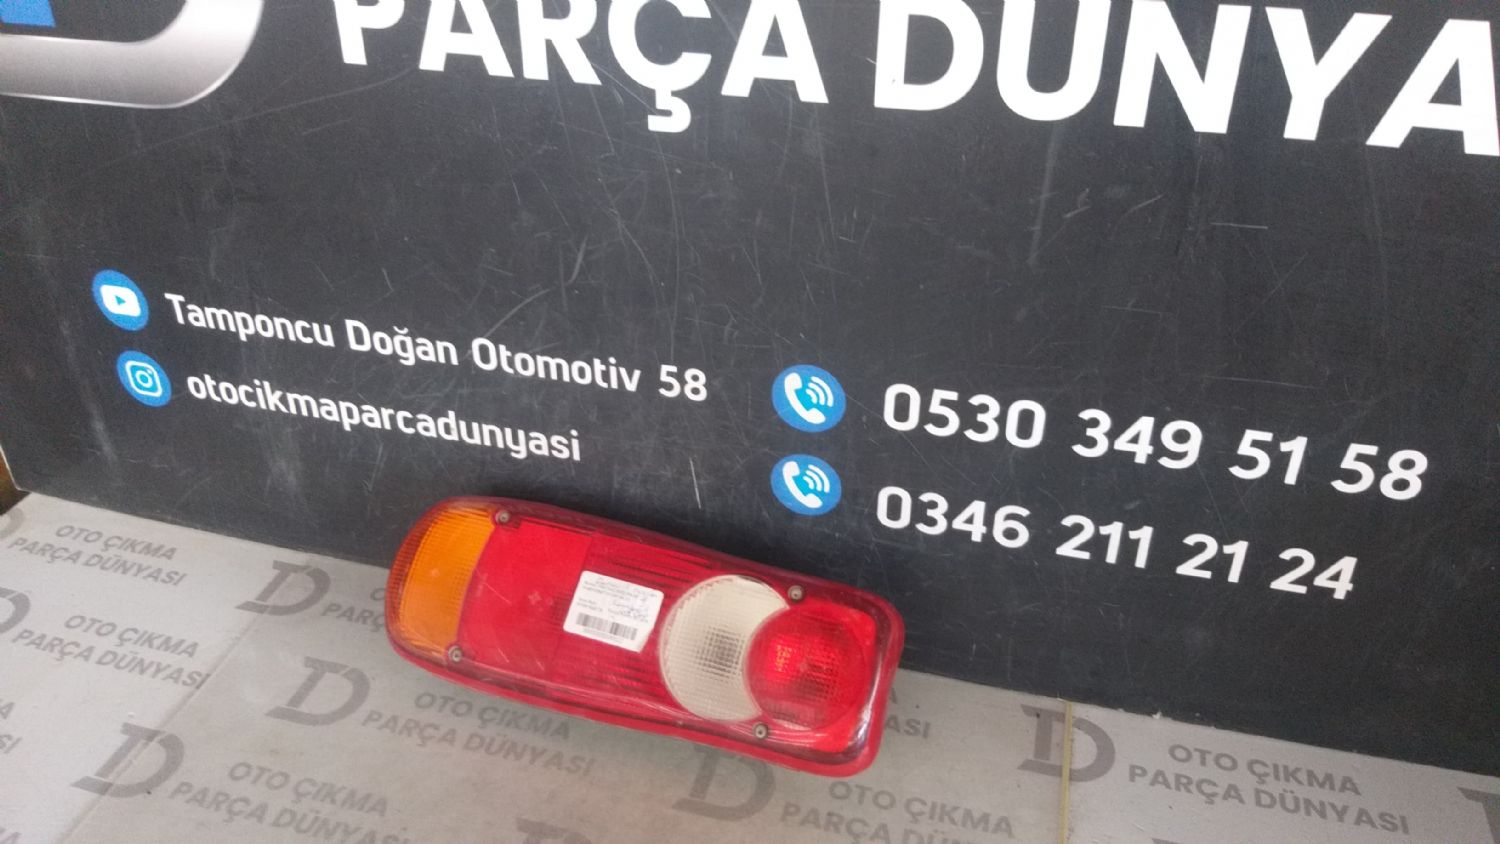 PARÇA DÜNYA
Tamponcu Doğan Otomotiv 58
otocikmaparcadunyasi
0530 349 51 58
0346 211 21 24
OTO ÇIKMA
PARÇA DÜNYASI
OTO ÇIKMA
PARÇA DÜNYASI
OTO ÇIKMA
PARÇA DÜNYASI
OTO ÇIKMA
PARÇA DÜNYASI
OTO ÇIKMA
PARÇA DÜNYASI
OTO ÇIKMA
PARÇA DÜNYASI